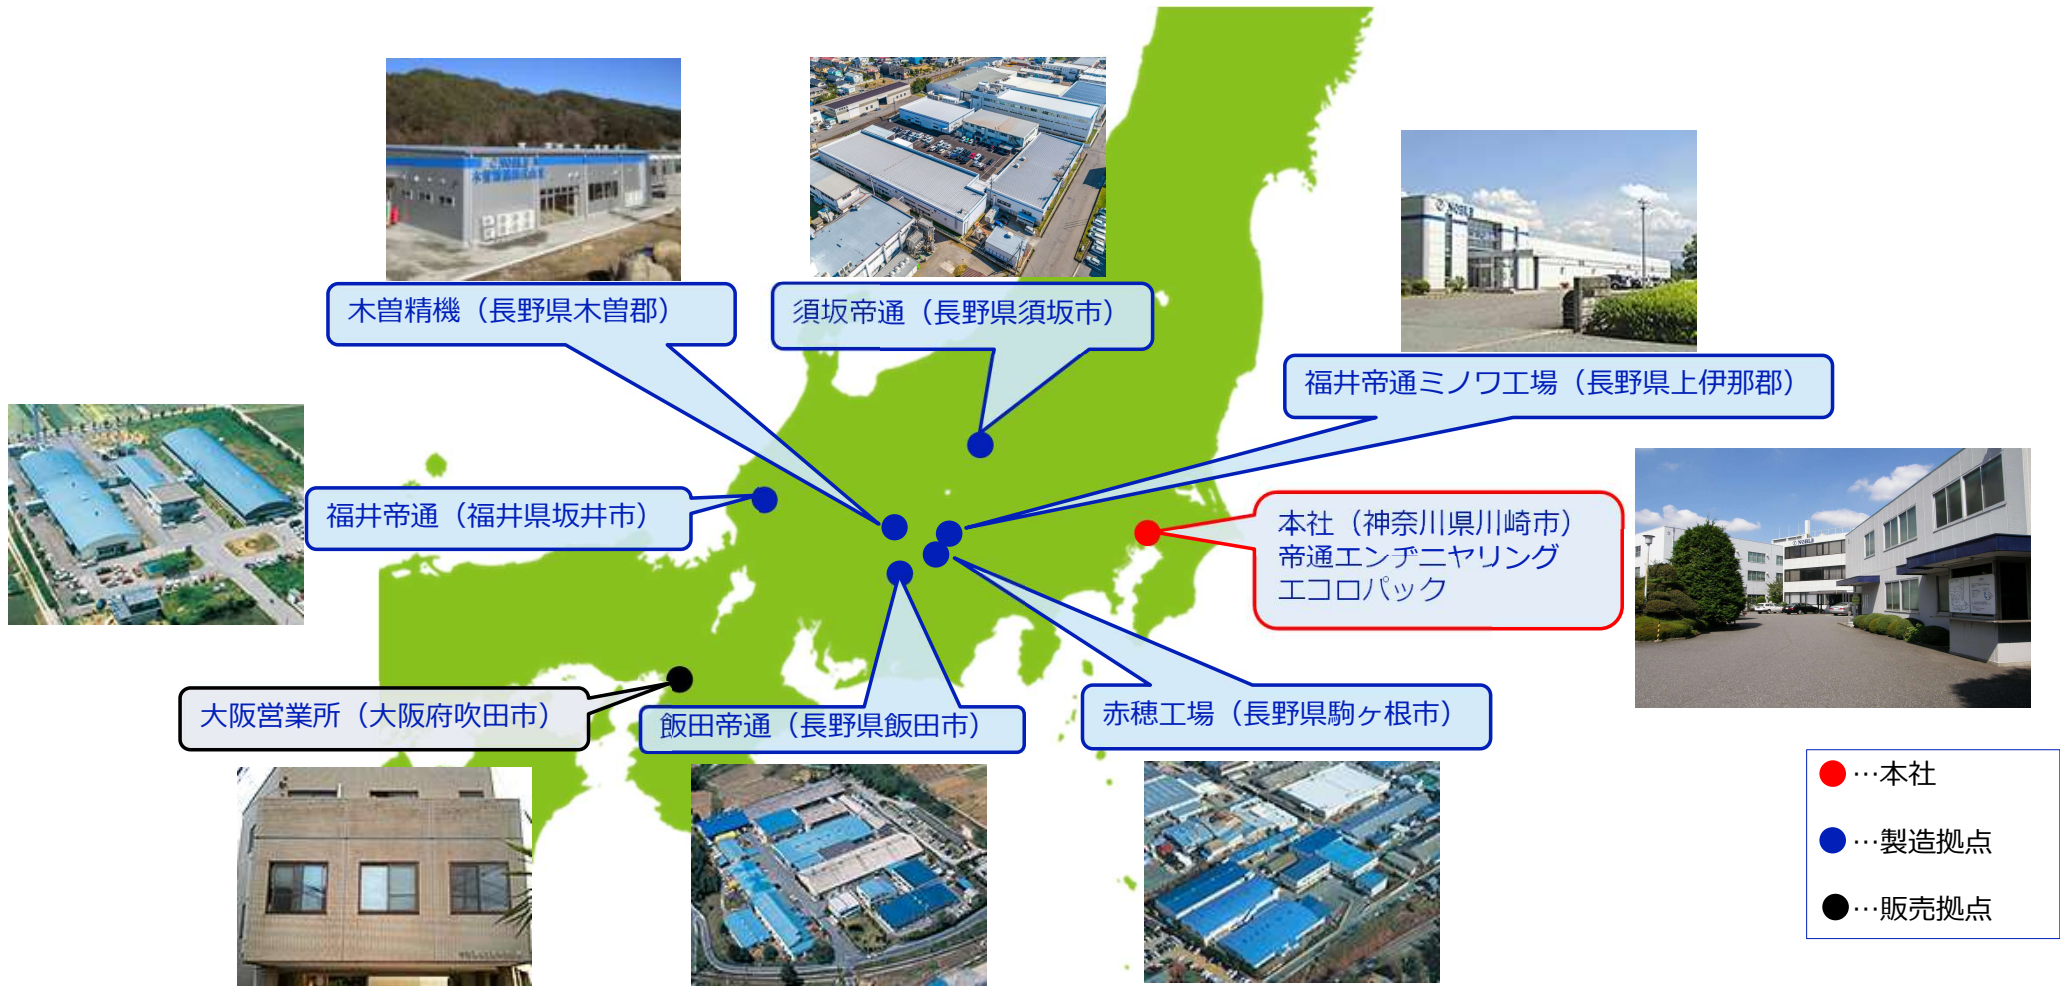 木曽精機（長野県木曽郡）
須坂帝通（長野県須坂市）
福井帝通ミノワ工場（長野県上伊那郡）
福井帝通（福井県坂井市）
本社（神奈川県川崎市）
帝通エンヂニヤリング
エコロパック
大阪営業所（大阪府吹田市）
飯田帝通（長野県飯田市）
赤穂工場（長野県駒ヶ根市）
…本社
…製造拠点
…販売拠点
NOBLE